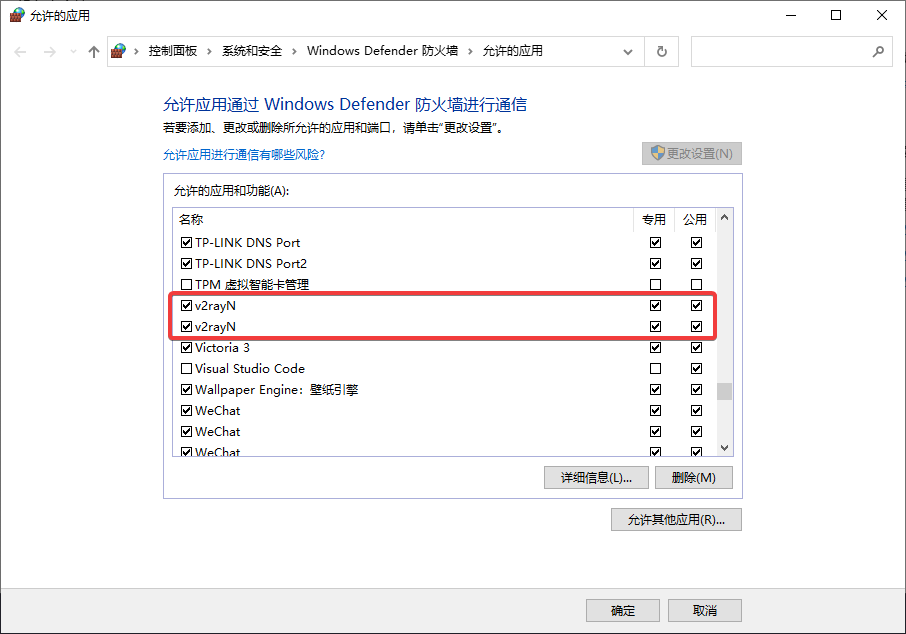 允许的应用
控制面板 › 系统和安全 › Windows Defender 防火墙 › 允许的应用
允许应用通过 Windows Defender 防火墙进行通信
若要添加、更改或删除所允许的应用和端口，请单击"更改设置"。
允许应用进行通信有哪些风险?
更改设置(N)
允许的应用和功能(A):
名称 专用 公用
TP-LINK DNS Port
TP-LINK DNS Port2
TPM 虚拟智能卡管理
v2rayN
v2rayN
Victoria 3
Visual Studio Code
Wallpaper Engine：壁纸引擎
WeChat
WeChat
WeChat
详细信息(L)... 删除(M)
允许其他应用(R)...
确定 取消